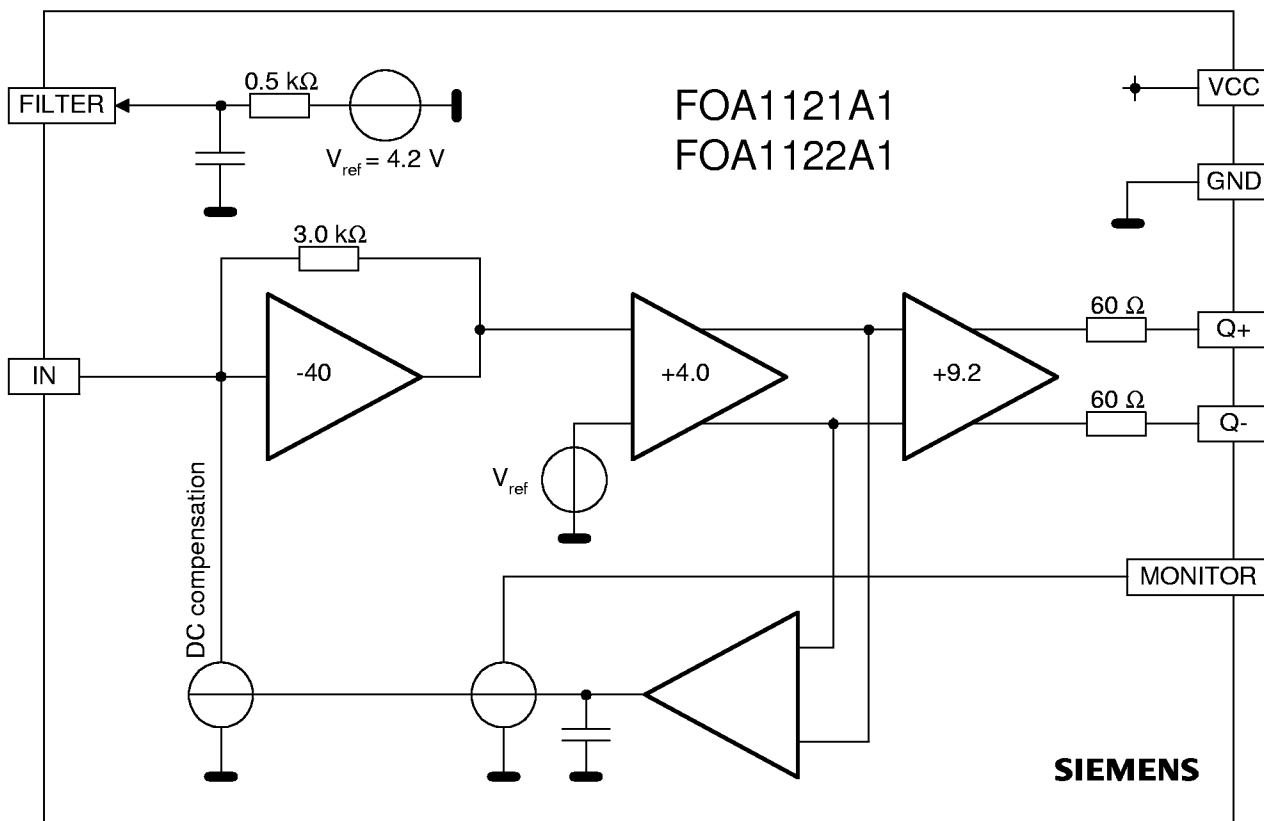 0.5 kΩ
FILTER
FOA1121A1
VCC
V_ref = 4.2 V
FOA1122A1
GND
3.0 kΩ
60 Ω
Q+
IN
-40
+4.0
+9.2
60 Ω
Q-
V_ref
DC compensation
MONITOR
SIEMENS